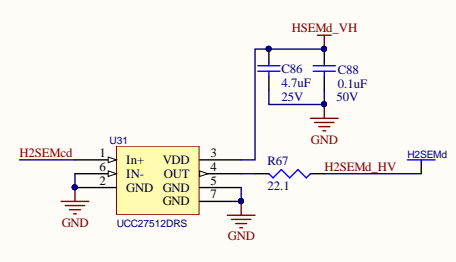 HSEMd_VH
C86
4.7uF
25V
C88
0.1uF
50V
GND
U31
H2SEMcd
1
In+
VDD
3
6
IN-
OUT
4
2
GND
GND
5
GND
7
UCC27512DRS
R67
22.1
H2SEMd_HV
H2SEMd
GND
GND